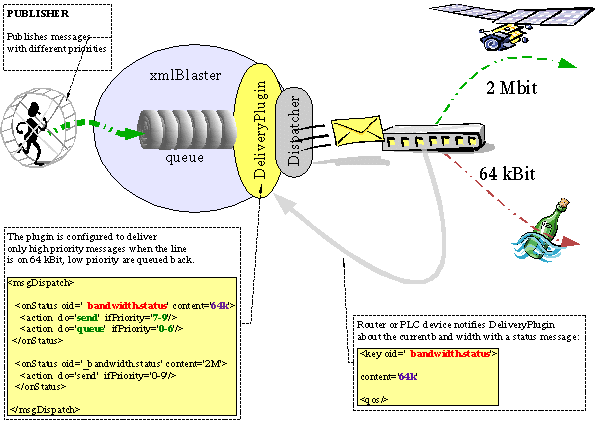 PUBLISHER
Publishes messages
with different priorities
xmlBlaster
queue
DeliveryPlugin
Dispatcher
2 Mbit
64 kBit
The plugin is configured to deliver
only high priority messages when the line
is on 64 kBit, low priority are queued back.
<msgDispatch>
<onStatus oid='_bandwidth.status' content='64k'>
<action do='send' ifPriority='7-9'/>
<action do='queue' ifPriority='0-6'/>
</onStatus>
<onStatus oid=_bandwidth.status' content='2M'>
<action do='send' ifPriority='0-9'/>
</onStatus>
</msgDispatch>
Router or PLC device notifies DeliveryPlugin
about the current band width with a status message:
<key oid='_bandwidth.status'>
content='64k'
<qos/>